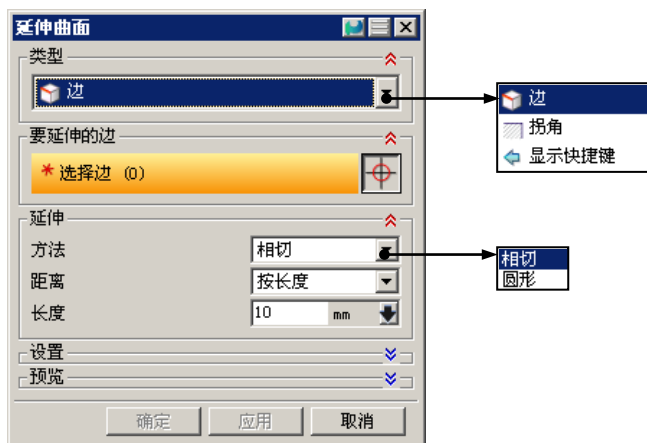 延伸曲面
类型
边
要延伸的边
* 选择边 (0)
延伸
方法 相切
距离 按长度
长度 10 mm
设置
预览
确定 应用 取消
边
拐角
显示快捷键
相切
圆形